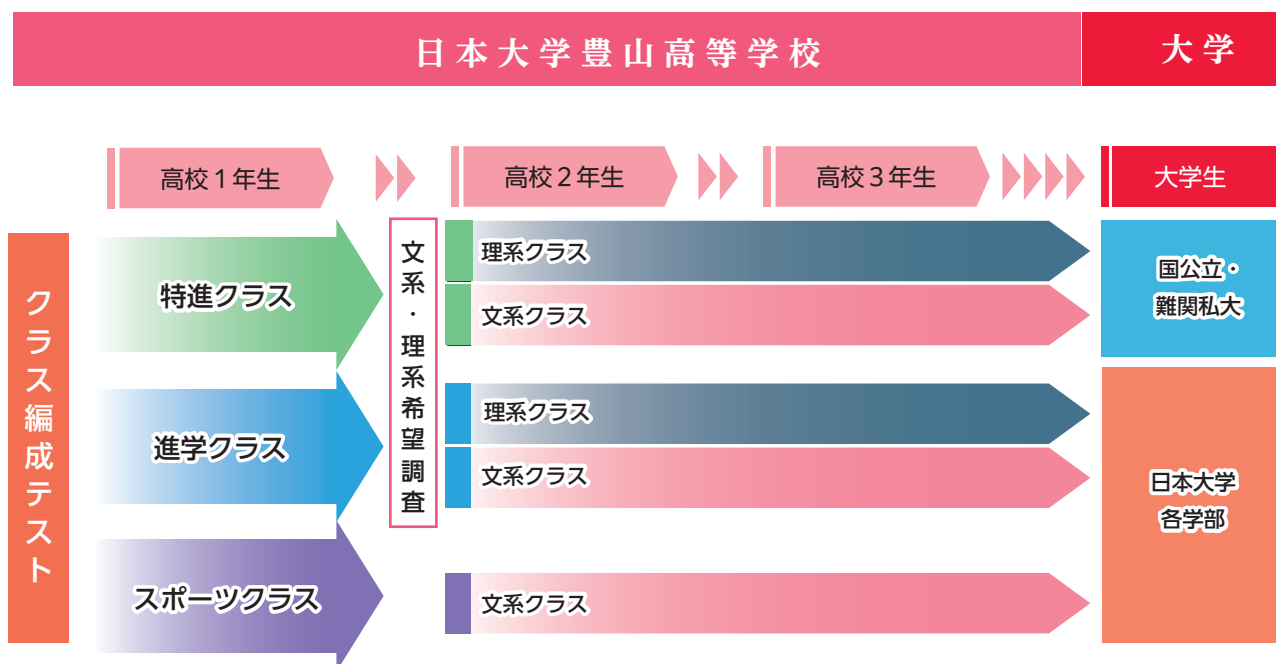 日本大学豊山高等学校
大学
高校1年生
高校2年生
高校3年生
大学生
クラス編成テスト
特進クラス
進学クラス
スポーツクラス
文系・理系希望調査
理系クラス
文系クラス
理系クラス
文系クラス
文系クラス
国公立・
難関私大
日本大学
各学部